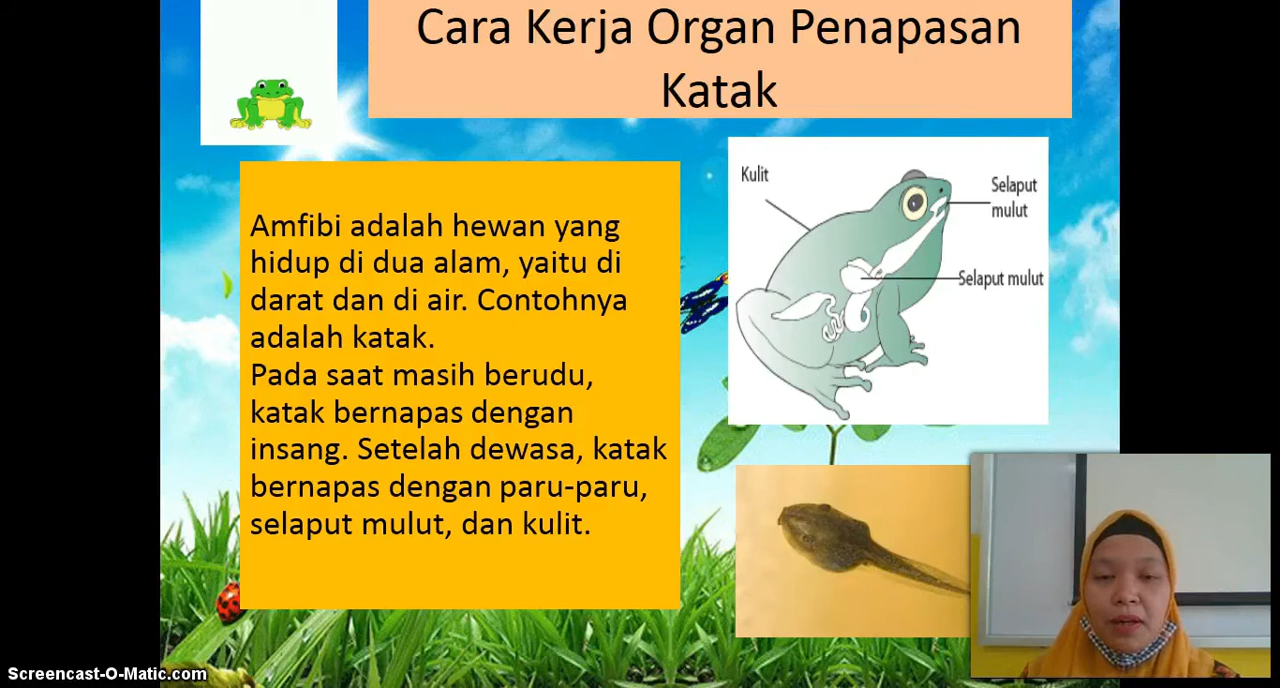 Cara Kerja Organ Penapasan
Katak
Amfibi adalah hewan yang
hidup di dua alam, yaitu di
darat dan di air. Contohnya
adalah katak.
Pada saat masih berudu,
katak bernapas dengan
insang. Setelah dewasa, katak
bernapas dengan paru-paru,
selaput mulut, dan kulit.
Kulit
Selaput
mulut
Selaput mulut
Screencast-O-Matic.com